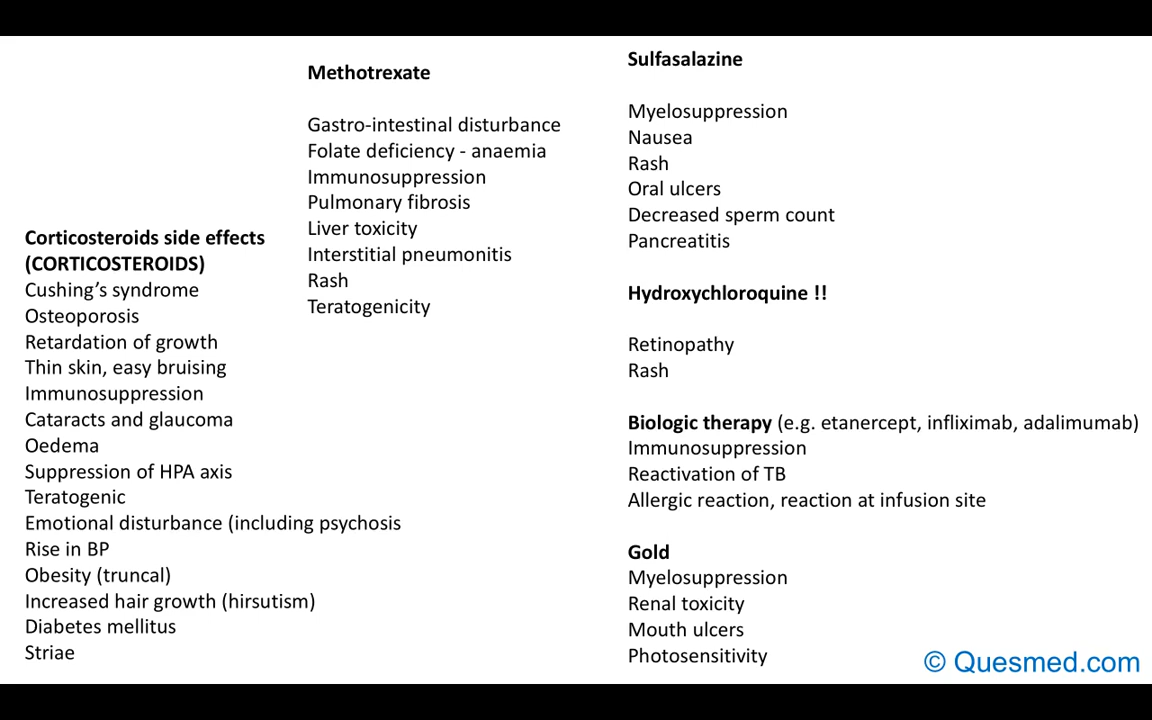 Corticosteroids side effects
(CORTICOSTEROIDS)
Cushing's syndrome
Osteoporosis
Retardation of growth
Thin skin, easy bruising
Immunosuppression
Cataracts and glaucoma
Oedema
Suppression of HPA axis
Teratogenic
Emotional disturbance (including psychosis
Rise in BP
Obesity (truncal)
Increased hair growth (hirsutism)
Diabetes mellitus
Striae
Methotrexate
Gastro-intestinal disturbance
Folate deficiency - anaemia
Immunosuppression
Pulmonary fibrosis
Liver toxicity
Interstitial pneumonitis
Rash
Teratogenicity
Sulfasalazine
Myelosuppression
Nausea
Rash
Oral ulcers
Decreased sperm count
Pancreatitis
Hydroxychloroquine !!
Retinopathy
Rash
Biologic therapy (e.g. etanercept, infliximab, adalimumab)
Immunosuppression
Reactivation of TB
Allergic reaction, reaction at infusion site
Gold
Myelosuppression
Renal toxicity
Mouth ulcers
Photosensitivity
© Quesmed.com